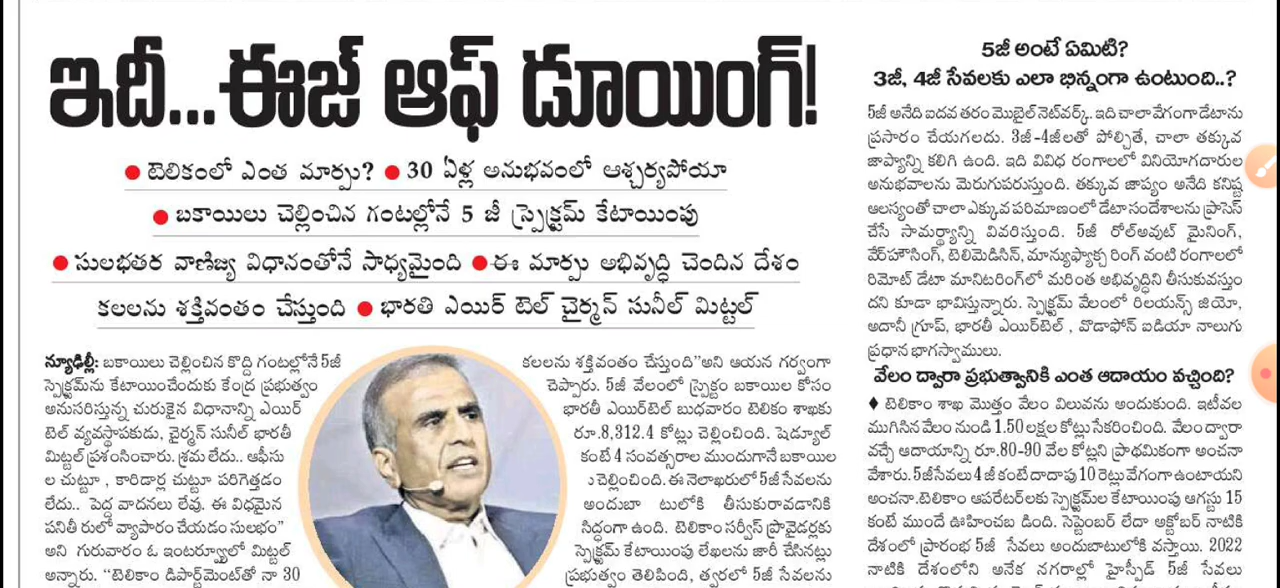 ఇదీ...ఈజ్ ఆఫ్ డూయింగ్!
● టెలికంలో ఎంత మార్పు? ● 30 ఏళ్ల అనుభవంలో ఆశ్చర్యపోయా
● బకాయిలు చెల్లించిన గంటల్లోనే 5 జీ స్ప్రెక్ట్రమ్ కేటాయింపు
● సులభతర వాణిజ్య విధానంతోనే సాధ్యమైంది ● ఈ మార్పు అభివృద్ధి చెందిన దేశం
కలలను శక్తివంతం చేస్తుంది ● భారతి ఎయిర్ టెల్ చైర్మన్ సునీల్ మిట్టల్
న్యూఢిల్లీ: బకాయిలు చెల్లించిన కొద్ది గంటల్లోనే 5జీ
స్పెక్ట్రమ్‌ను కేటాయించేందుకు కేంద్ర ప్రభుత్వం
అనుసరిస్తున్న చురుకైన విధానాన్ని ఎయిర్
టెల్ వ్యవస్థాపకుడు, చైర్మన్ సునీల్ భారతీ
మిట్టల్ ప్రశంసించారు. శ్రమ లేదు.. ఆఫీసు
ల చుట్టూ , కారిడార్ల చుట్టూ పరిగెత్తడం
లేదు.. పెద్ద వాదనలు లేవు. ఈ విధమైన
పనితీ రులో వ్యాపారం చేయడం సులభం"
అని గురువారం ఓ ఇంటర్వ్యూలో మిట్టల్
అన్నారు. "టెలికాం డిపార్ట్‌మెంట్‌తో నా 30
కలలను శక్తివంతం చేస్తుంది"అని ఆయన గర్వంగా
చెప్పారు. 5జీ వేలంలో స్ప్రెక్టం బకాయిల కోసం
భారతీ ఎయిర్‌టెల్ బుధవారం టెలికం శాఖకు
రూ.8,312.4 కోట్లు చెల్లించింది. షెడ్యూల్
కంటే 4 సంవత్సరాల ముందుగానే బకాయిల
ు చెల్లించింది. ఈ నెలాఖరులో 5జీ సేవలను
అందుబా టులోకి తీసుకురావడానికి
సిద్ధంగా ఉంది. టెలికాం సర్వీస్ ప్రొవైడర్లకు
స్పెక్ట్రమ్ కేటాయింపు లేఖలను జారీ చేసినట్లు
ప్రభుత్వం తెలిపింది, త్వరలో 5జీ సేవలను
5జీ అంటే ఏమిటి?
3జీ, 4జీ సేవలకు ఎలా భిన్నంగా ఉంటుంది..?
5జీ అనేది ఐదవ తరం మొబైల్ నెట్‌వర్క్. ఇది చాలా వేగంగా డేటాను
ప్రసారం చేయగలదు. 3జీ-4జీలతో పోల్చితే, చాలా తక్కువ
జాప్యాన్ని కలిగి ఉంది. ఇది వివిధ రంగాలలో వినియోగదారుల
అనుభవాలను మెరుగుపరుస్తుంది. తక్కువ జాప్యం అనేది కనిష్ట
ఆలస్యంతో చాలా ఎక్కువ పరిమాణంలో డేటా సందేశాలను ప్రాసెస్
చేసే సామర్థ్యాన్ని వివరిస్తుంది. 5జీ రోల్‌అవుట్ మైనింగ్,
వేర్‌హౌసింగ్, టెలిమెడిసిన్, మాన్యుఫ్యాక్చ రింగ్ వంటి రంగాలలో
రిమోట్ డేటా మానిటరింగ్‌లో మరింత అభివృద్ధిని తీసుకువస్తుం
దని కూడా భావిస్తున్నారు. స్పెక్ట్రమ్ వేలంలో రిలయన్స్ జియో,
అదానీ గ్రూప్, భారతీ ఎయిర్‌టెల్ , వొడాఫోన్ ఐడియా నాలుగు
ప్రధాన భాగస్వాములు.
వేలం ద్వారా ప్రభుత్వానికి ఎంత ఆదాయం వచ్చింది?
♦ టెలికాం శాఖ మొత్తం వేలం విలువను అందుకుంది. ఇటీవల
ముగిసిన వేలం నుండి 1.50 లక్షల కోట్లు సేకరించింది. వేలం ద్వారా
వచ్చే ఆదాయాన్ని రూ.80-90 వేల కోట్లని ప్రాథమికంగా అంచనా
వేశారు. 5జీ సేవలు 4జీ కంటే దాదాపు 10 రెట్లు వేగంగా ఉంటాయని
అంచనా.టెలికాం ఆపరేటర్‌లకు స్పెక్ట్రమ్‌ల కేటాయింపు ఆగస్టు 15
కంటే ముందే ఊహించబ డింది. సెప్టెంబర్ లేదా అక్టోబర్ నాటికి
దేశంలో ప్రారంభ 5జీ సేవలు అందుబాటులోకి వస్తాయి. 2022
నాటికి దేశంలోని అనేక నగరాల్లో హైస్పీడ్ 5జీ సేవలు